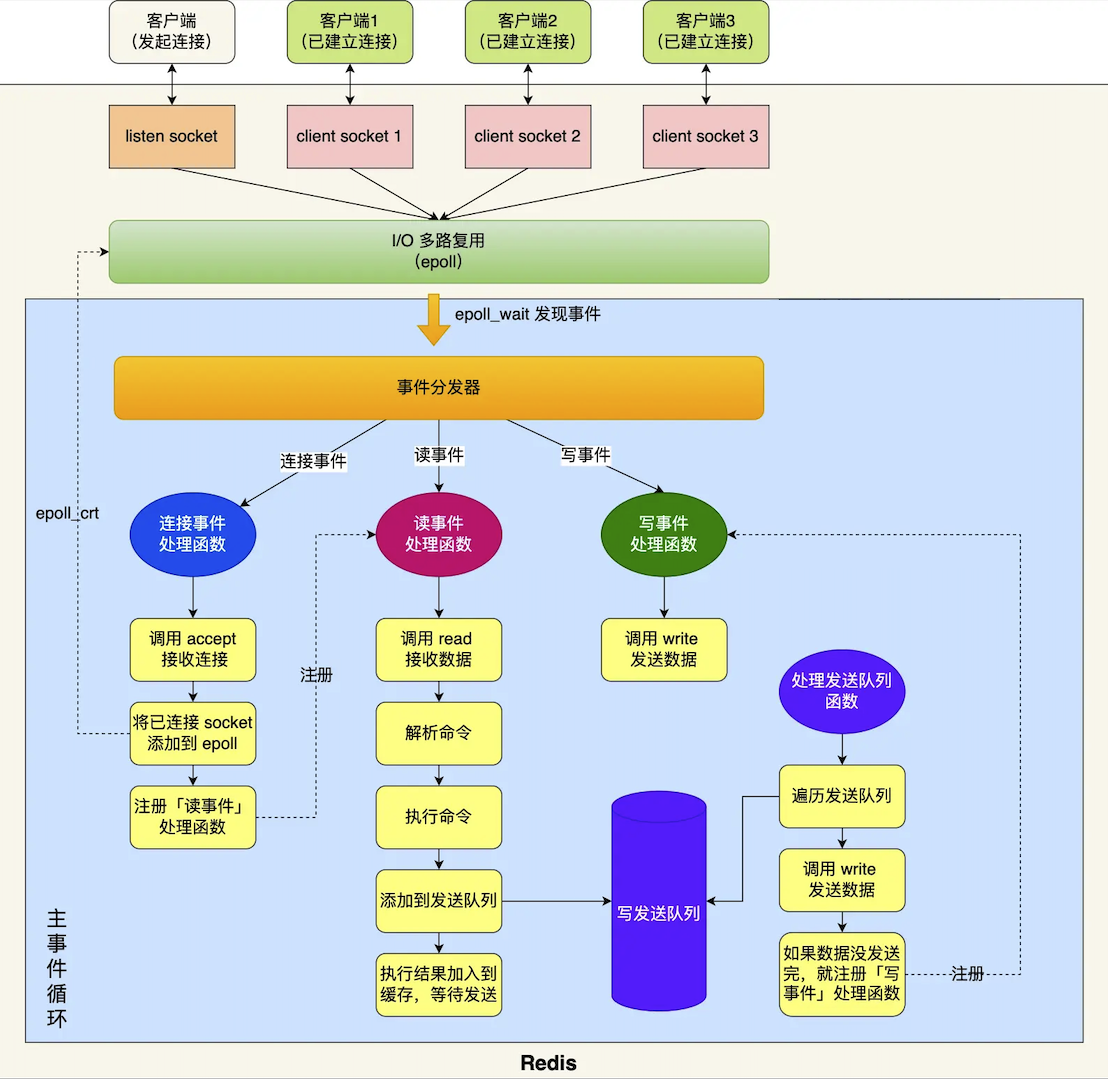 客户端
（发起连接）
客户端1
（已建立连接）
客户端2
（已建立连接）
客户端3
（已建立连接）
listen socket
client socket 1
client socket 2
client socket 3
I/O 多路复用
（epoll）
epoll_wait 发现事件
事件分发器
连接事件
读事件
写事件
epoll_crt
连接事件
处理函数
读事件
处理函数
写事件
处理函数
调用 accept
接收连接
调用 read
接收数据
调用 write
发送数据
注册
处理发送队列
函数
将已连接 socket
添加到 epoll
解析命令
注册「读事件」
处理函数
执行命令
遍历发送队列
调用 write
发送数据
添加到发送队列
写发送队列
执行结果加入到
缓存，等待发送
如果数据没发送
完，就注册「写
事件」处理函数
注册
主
事
件
循
环
Redis